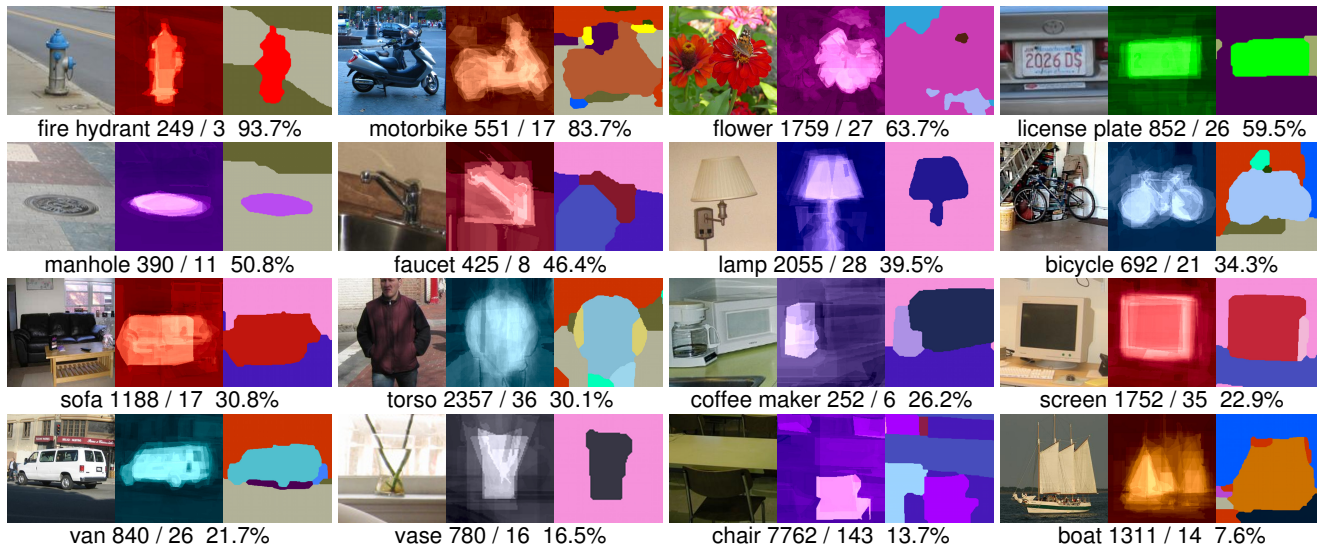 2026 DS
fire hydrant 249 / 3 93.7%
motorbike 551 / 17 83.7%
flower 1759 / 27 63.7%
license plate 852 / 26 59.5%
manhole 390 / 11 50.8%
faucet 425 / 8 46.4%
lamp 2055 / 28 39.5%
bicycle 692 / 21 34.3%
sofa 1188 / 17 30.8%
torso 2357 / 36 30.1%
coffee maker 252 / 6 26.2%
screen 1752 / 35 22.9%
van 840 / 26 21.7%
vase 780 / 16 16.5%
chair 7762 / 143 13.7%
boat 1311 / 14 7.6%